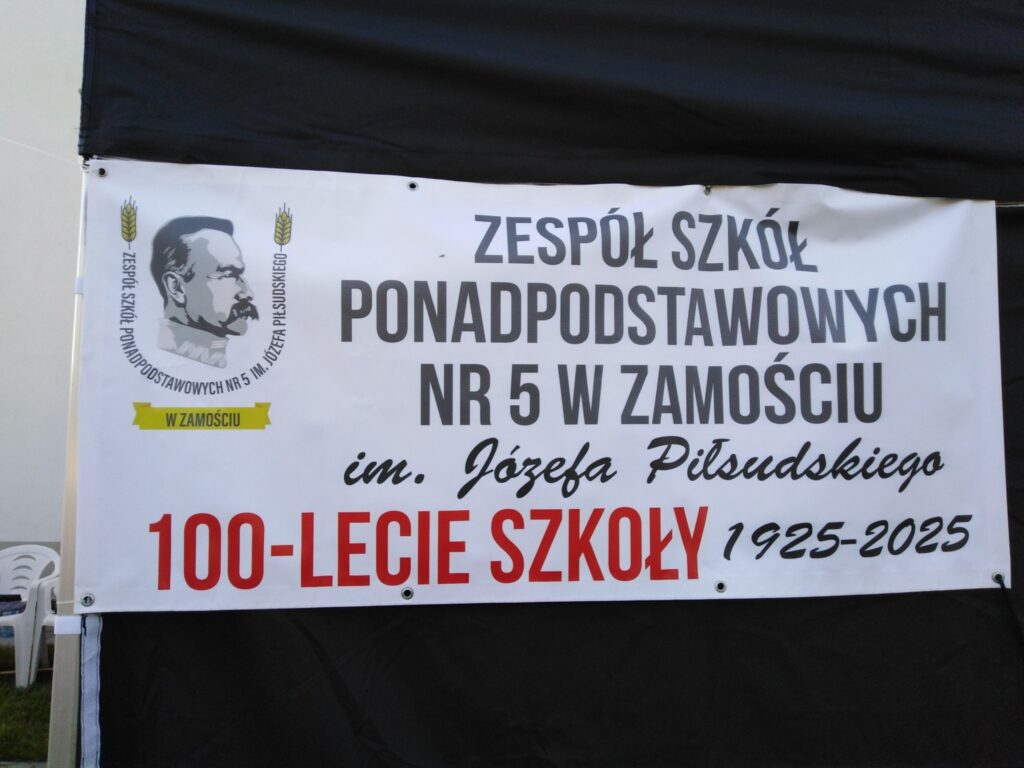 ZESPÓŁ SZKÓŁ PONADPODSTAWOWYCH NR 5 IM. JÓZEFA PIŁSUDSKIEGO
W ZAMOŚCIU
ZESPÓŁ SZKÓŁ
PONADPODSTAWOWYCH
NR 5 W ZAMOŚCIU
im. Józefa Piłsudskiego
100-LECIE SZKOŁY 1925-2025